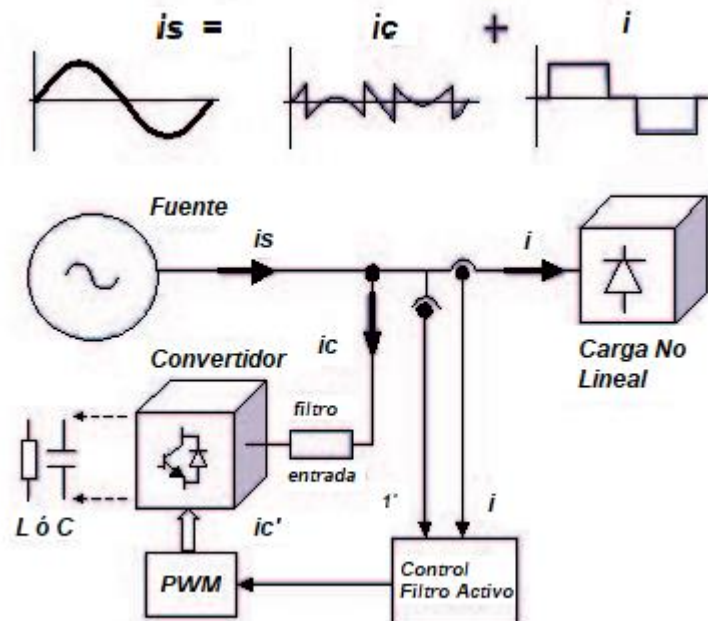 is = ic + i
Fuente
is
i
Carga No
Lineal
ic
Convertidor
filtro
entrada
L ó C
ic'
1'
i
PWM
Control
Filtro Activo